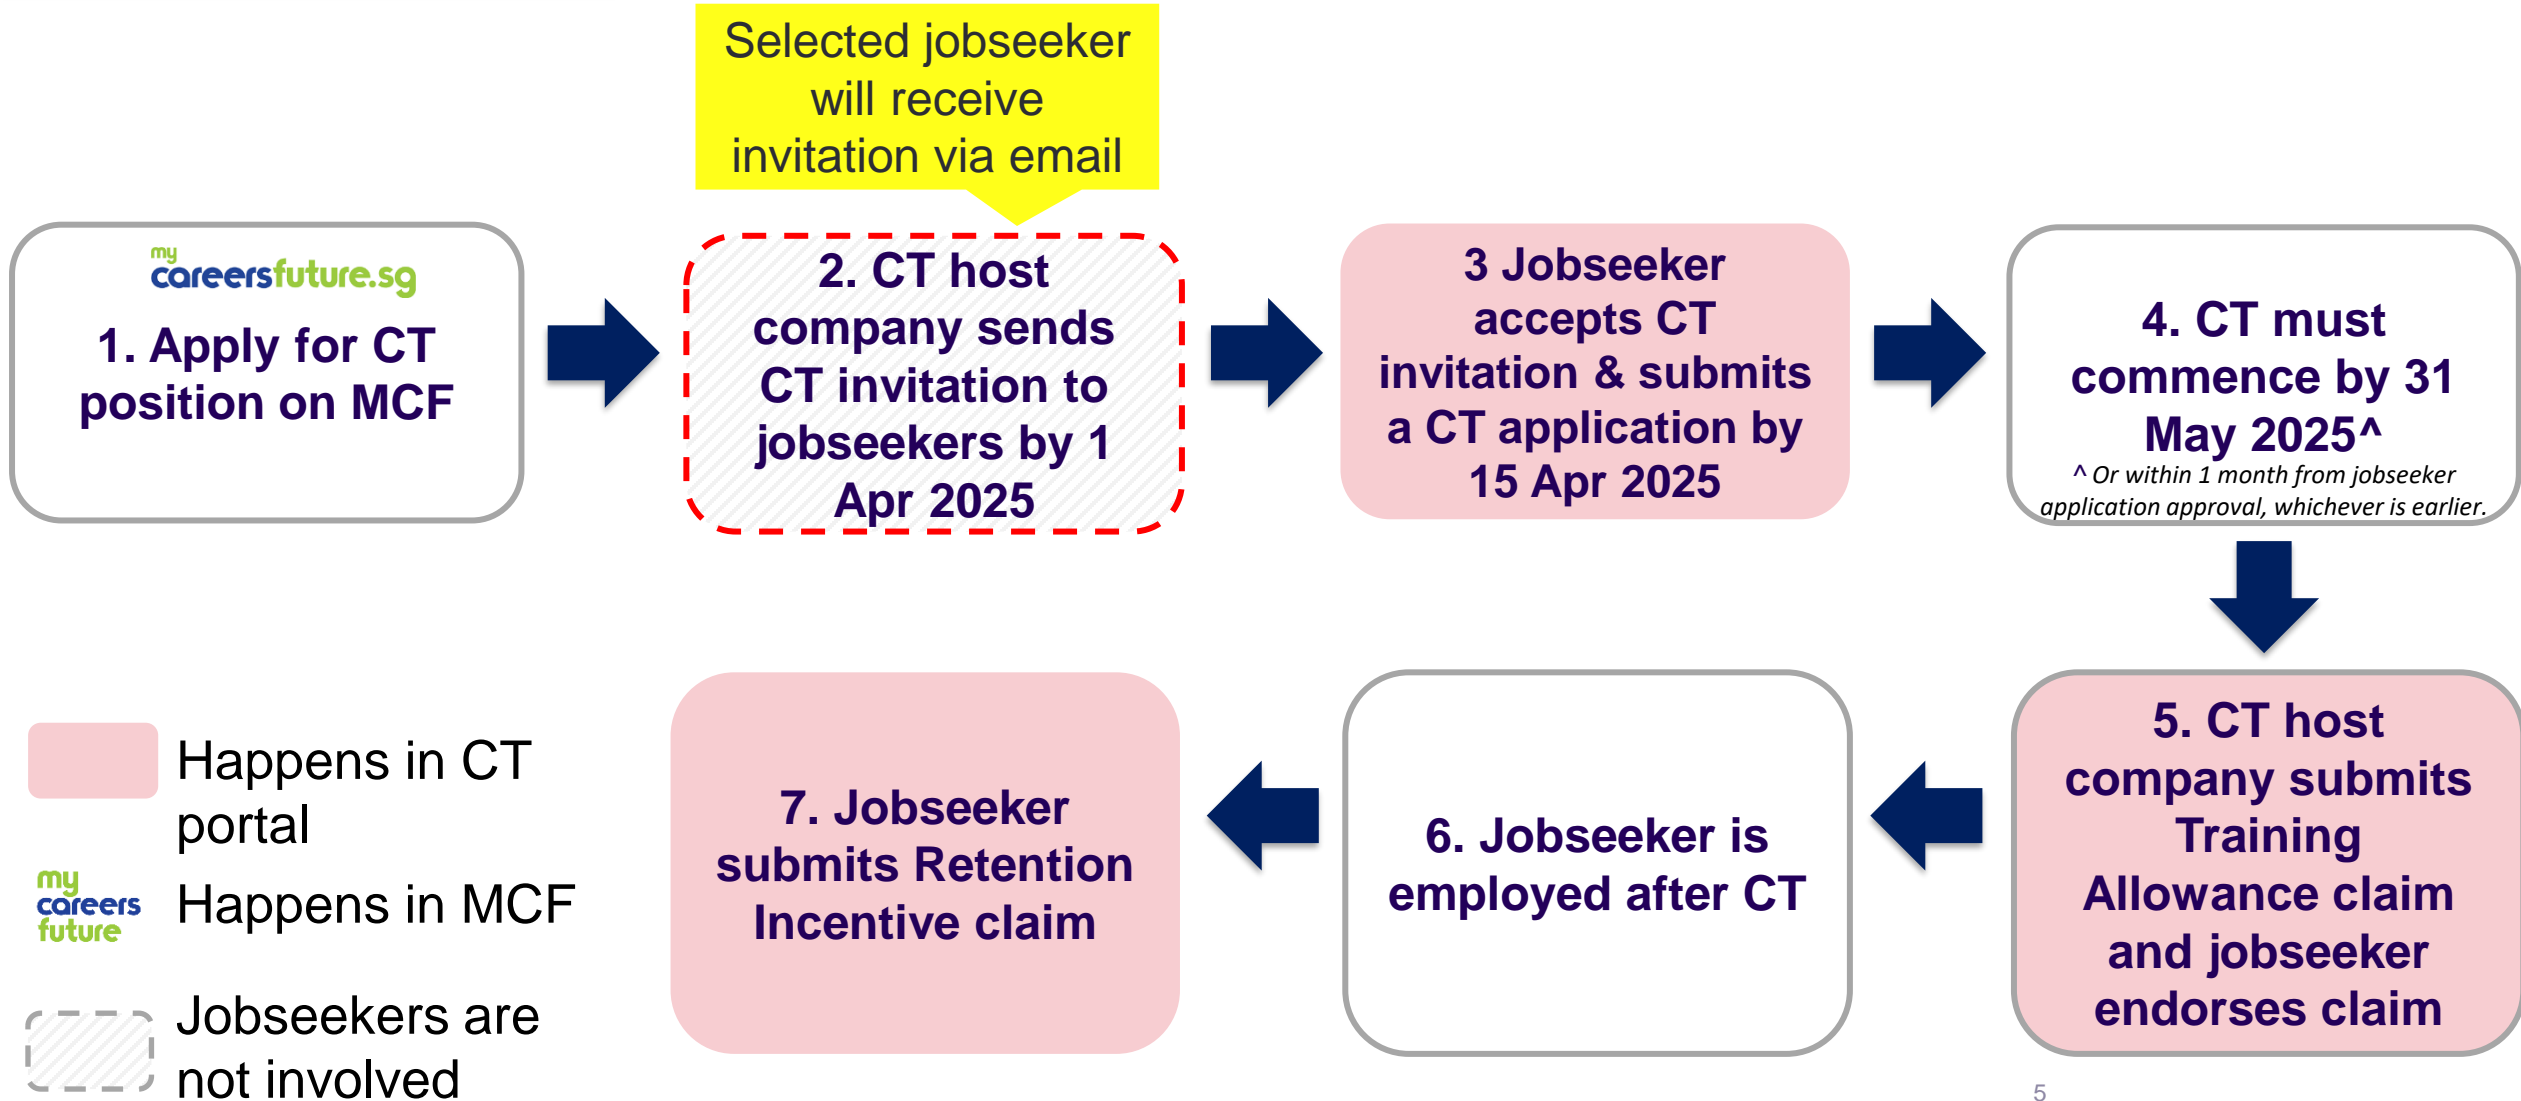 Selected jobseeker
will receive
invitation via email
my
careersfuture.sg
1. Apply for CT
position on MCF
2. CT host
company sends
CT invitation to
jobseekers by 1
Apr 2025
3 Jobseeker
accepts CT
invitation & submits
a CT application by
15 Apr 2025
4. CT must
commence by 31
May 2025^
^ Or within 1 month from jobseeker
application approval, whichever is earlier.
5. CT host
company submits
Training
Allowance claim
and jobseeker
endorses claim
6. Jobseeker is
employed after CT
7. Jobseeker
submits Retention
Incentive claim
Happens in CT
portal
my
careers
future
Happens in MCF
Jobseekers are
not involved
5